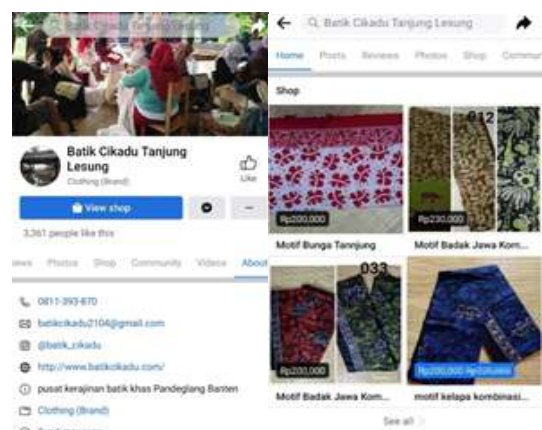 Batik Cikadu Tanjung Lesung
Batik Cikadu Tanjung
Lesung
Clothing (Brand)
Like
View shop
3,361 people like this
Photos Shop Community Videos About
0811-393-870
batikcikadu2104@gmail.com
@batik_cikadu
http://www.batikcikadu.com/
pusat kerajinan batik khas Pandeglang Banten
Clothing (Brand)
Batik Cikadu Tanjung Lesung
Home Posts Reviews Photos Shop Commun
Shop
012
Rp200,000
Rp230,000
Motif Bunga Tannjung
Motif Badak Jawa Kom...
033
Rp200,000
Rp200,000
Motif Badak Jawa Kom...
motif kelapa kombinasi...
See all